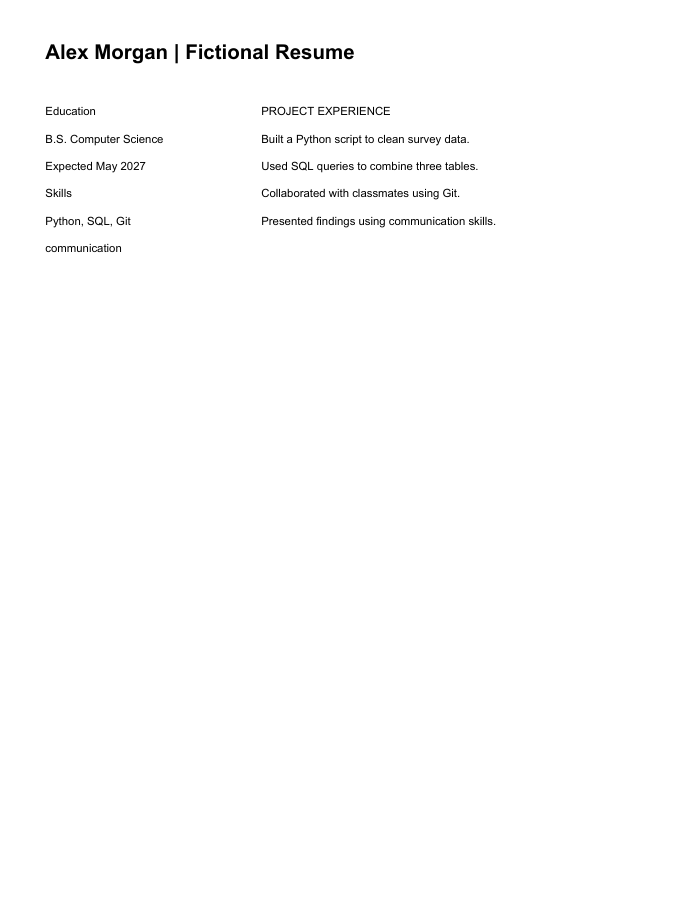 Alex Morgan | Fictional Resume
Education
B.S. Computer Science
Expected May 2027
Skills
Python, SQL, Git
communication
PROJECT EXPERIENCE
Built a Python script to clean survey data.
Used SQL queries to combine three tables.
Collaborated with classmates using Git.
Presented findings using communication skills.